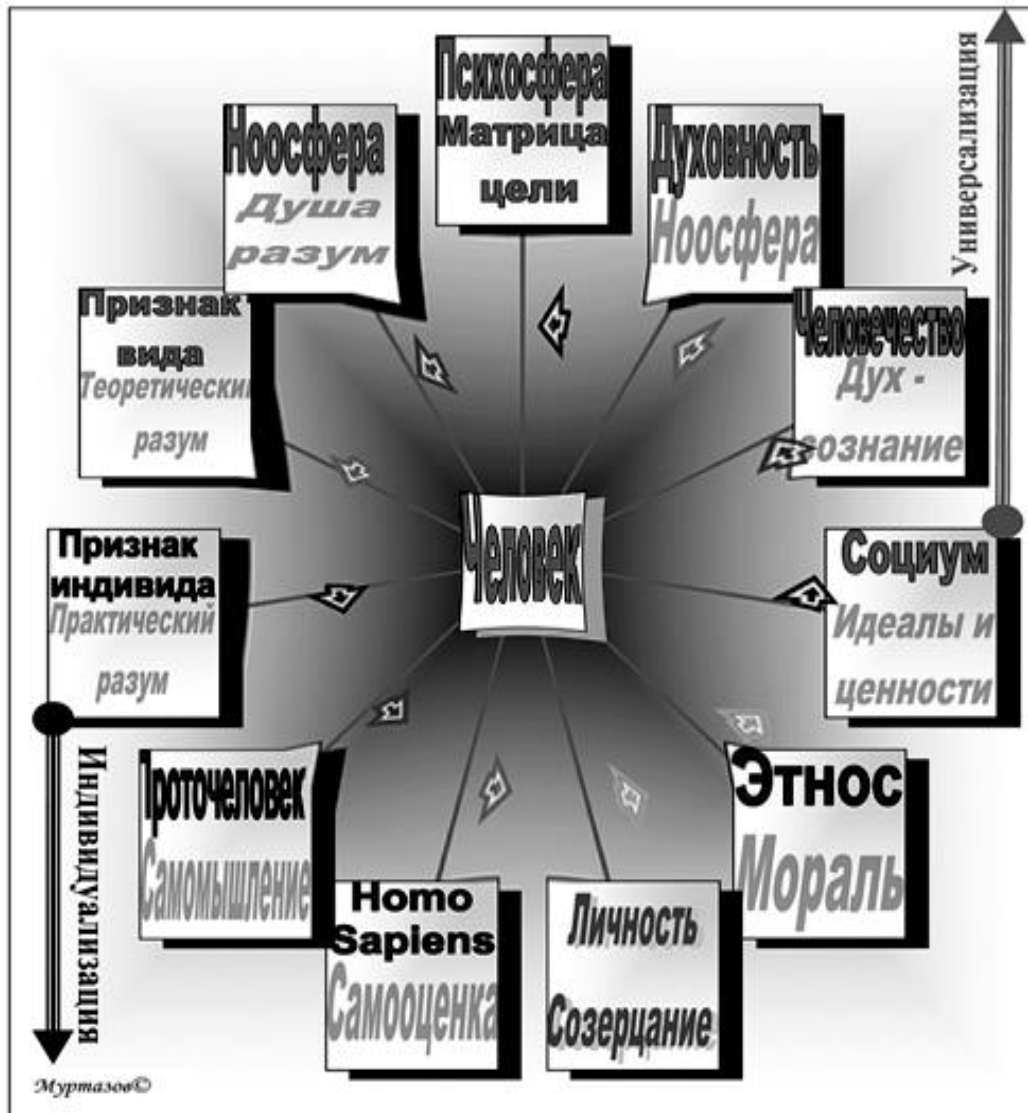 Психосфера
Матрица
цели
Духовность
Ноосфера
Человечество
Дух -
сознание
Социум
Идеалы и
ценности
Этнос
Мораль
Личность
Созерцание
Homo
Sapiens
Самооценка
Проточеловек
Самомышление
Признак
индивида
Практический
разум
Признак
вида
Теоретический
разум
Ноосфера
Душа
разум
Человек
Универсализация
Индивидуализация
Муртазов©